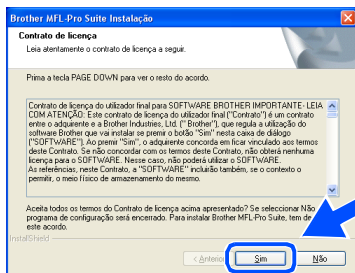 Brother MFL-Pro Suite Instalação
Contrato de licença
Leia atentamente o contrato de licença a seguir.
Prima a tecla PAGE DOWN para ver o resto do acordo.
Contrato de licença do utilizador final para SOFTWARE BROTHER IMPORTANTE- LEIA
COM ATENÇÃO: Este contrato de licença do utilizador final ("Contrato") é um contrato
entre o adquirente e a Brother Industries, Ltd. (" Brother"), que regula a utilização do
software Brother que vai instalar se premir o botão "Sim" nesta caixa de diálogo
("SOFTWARE"). Ao premir "Sim", o adquirente concorda em ficar vinculado aos termos
deste Contrato. Se não concordar com os termos deste Contrato, não obterá nenhuma
licença para o SOFTWARE. Nesse caso, não poderá utilizar o SOFTWARE.
As referências, neste Contrato, a "SOFTWARE" incluirão também, se o contexto o
permitir, o meio físico de armazenamento do mesmo.
Aceita todos os termos do Contrato de licença acima apresentado? Se seleccionar Não
programa de configuração será encerrado. Para instalar Brother MFL-Pro Suite, tem de
este acordo.
InstallShield
< Anterior
Sim
Não